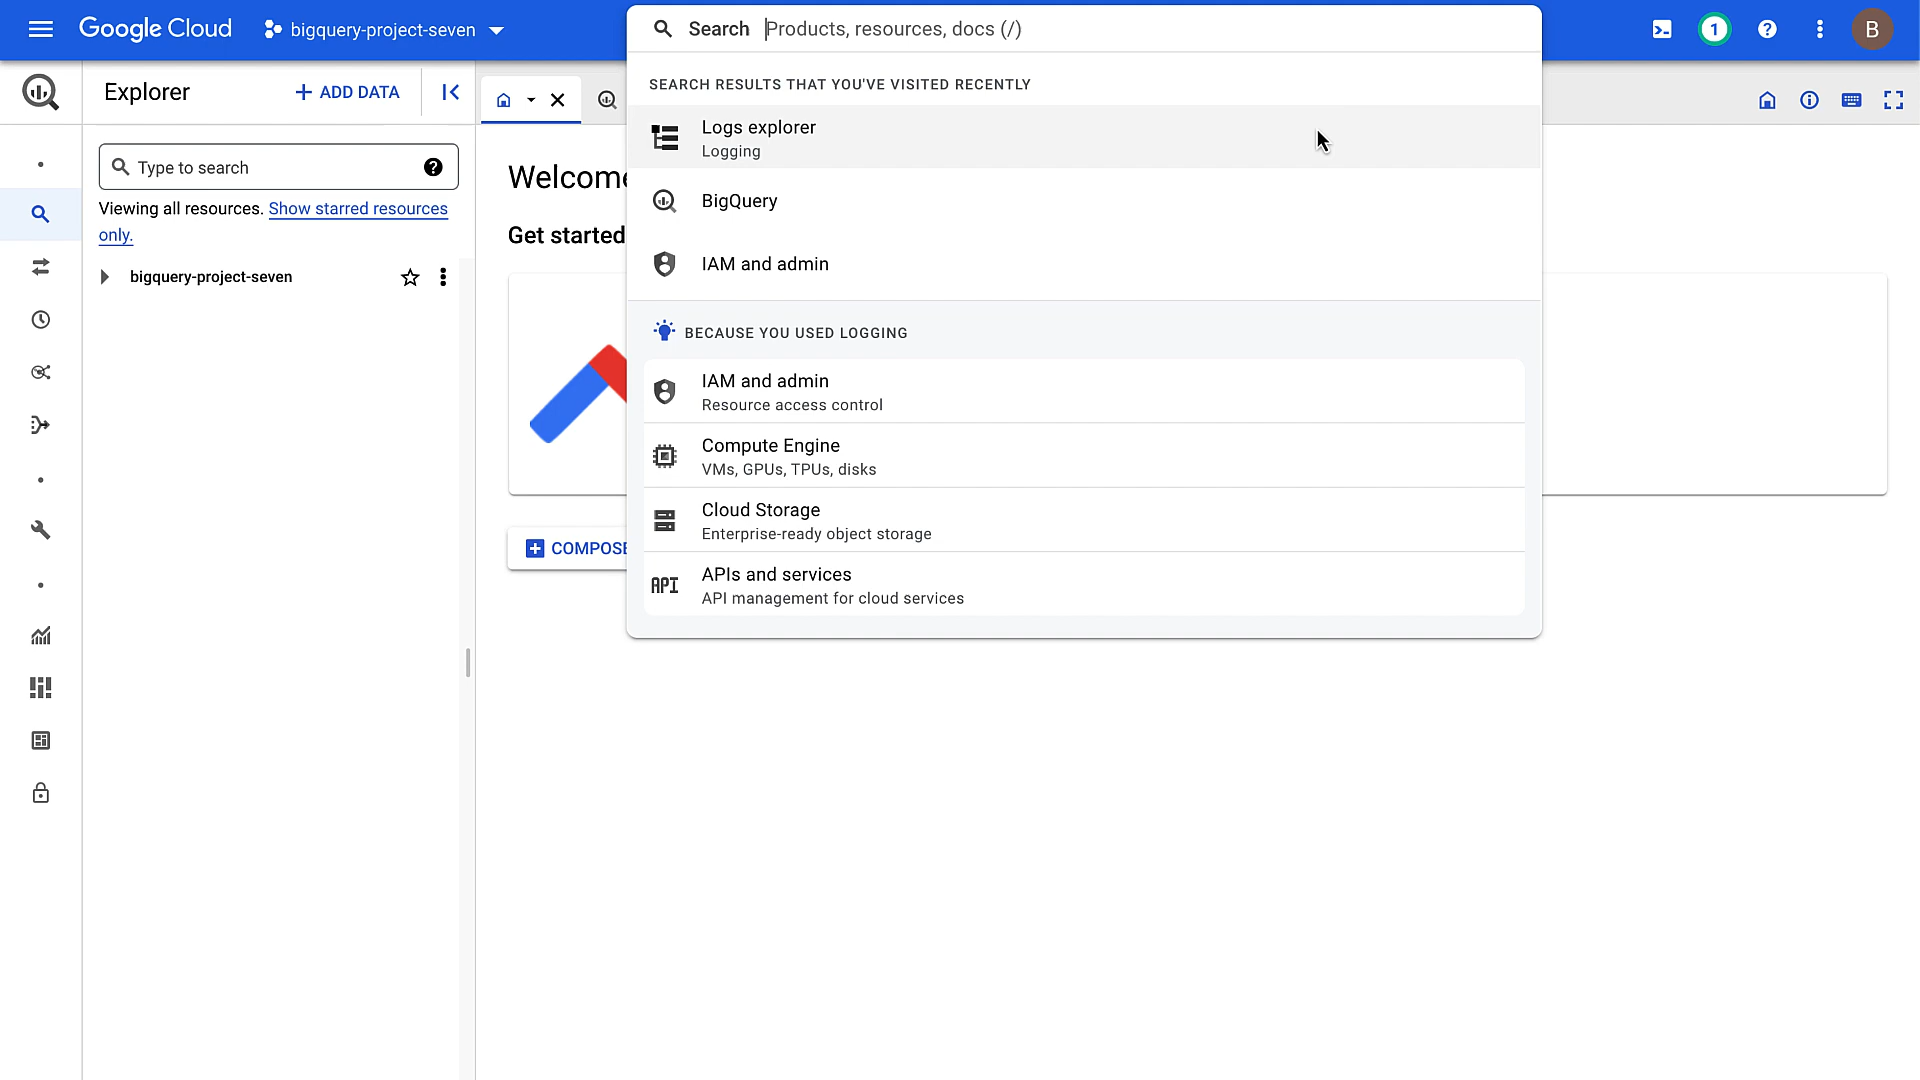 Google Cloud
bigquery-project-seven
Search Products, resources, docs (/)
1
B
Explorer
ADD DATA
SEARCH RESULTS THAT YOU'VE VISITED RECENTLY
Type to search
Viewing all resources. Show starred resources
only.
bigquery-project-seven
Welcome
Get started
COMPOSE
Logs explorer
Logging
BigQuery
IAM and admin
BECAUSE YOU USED LOGGING
IAM and admin
Resource access control
Compute Engine
VMs, GPUs, TPUs, disks
Cloud Storage
Enterprise-ready object storage
API
APIs and services
API management for cloud services